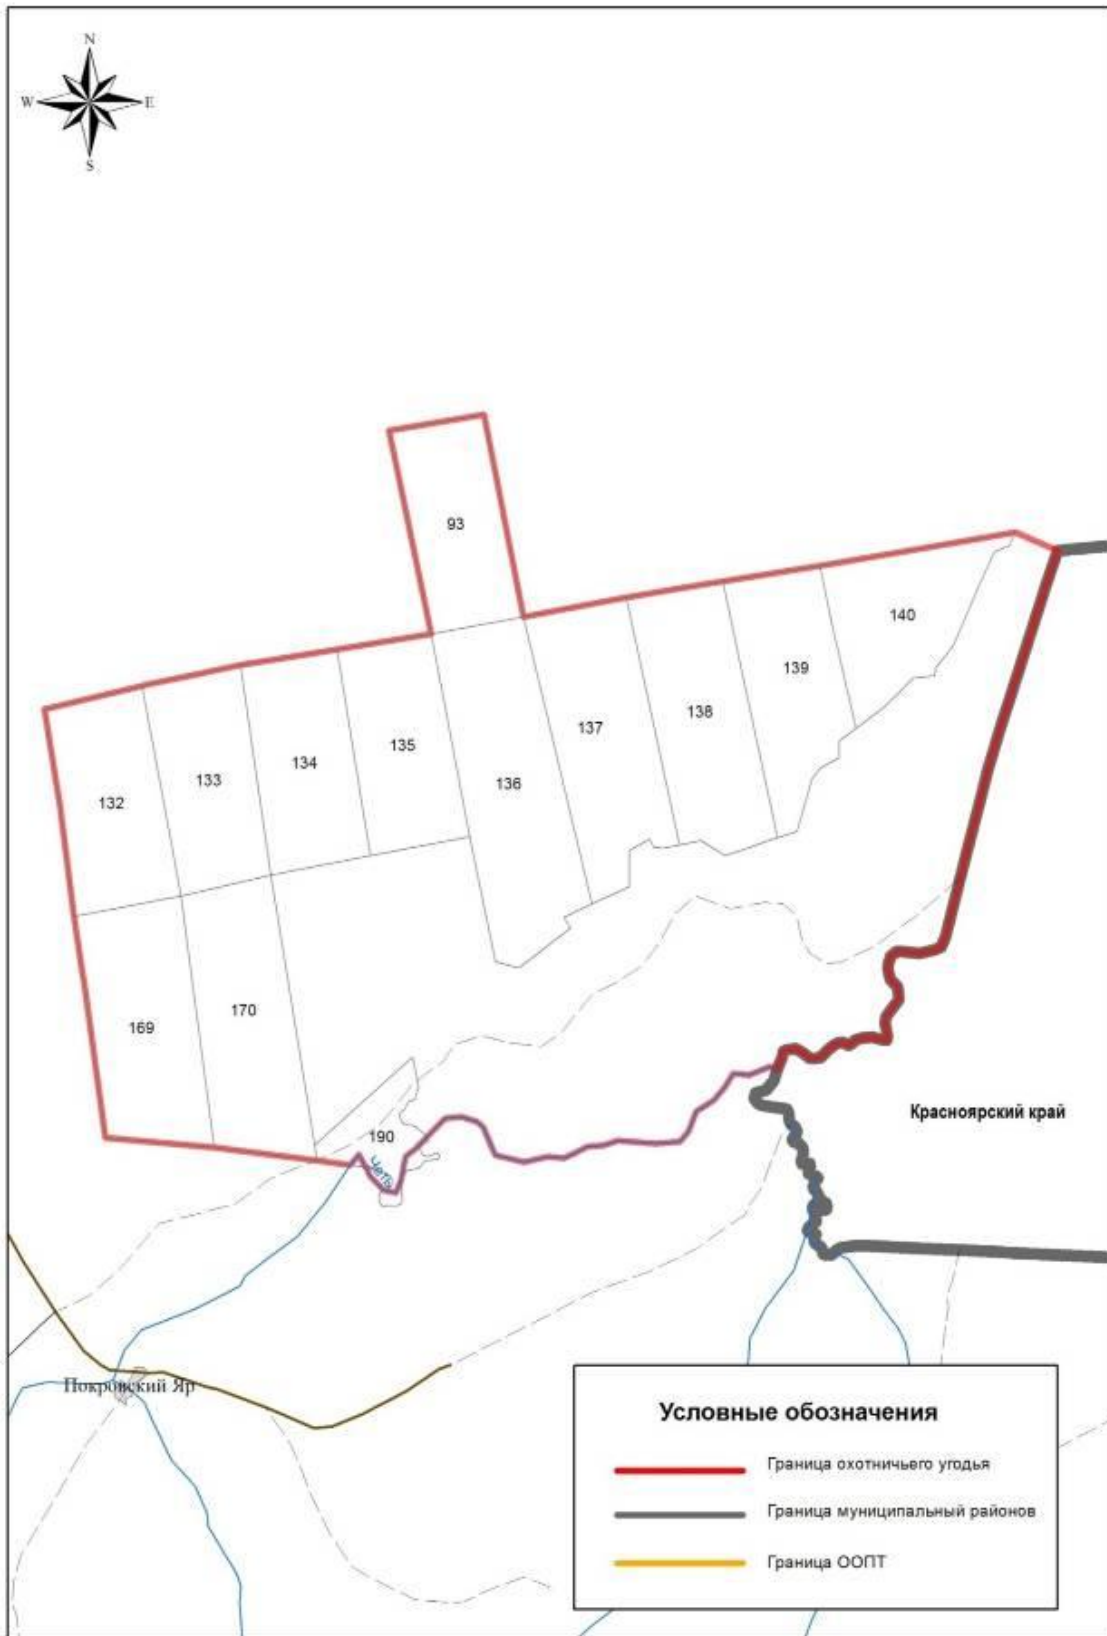 N
W E
S
93
140
139
138
137
135
134
136
133
132
170
169
190
Четь
Красноярский край
Покровский Яр
Условные обозначения
Граница охотничьего угодья
Граница муниципальный районов
Граница ООПТ